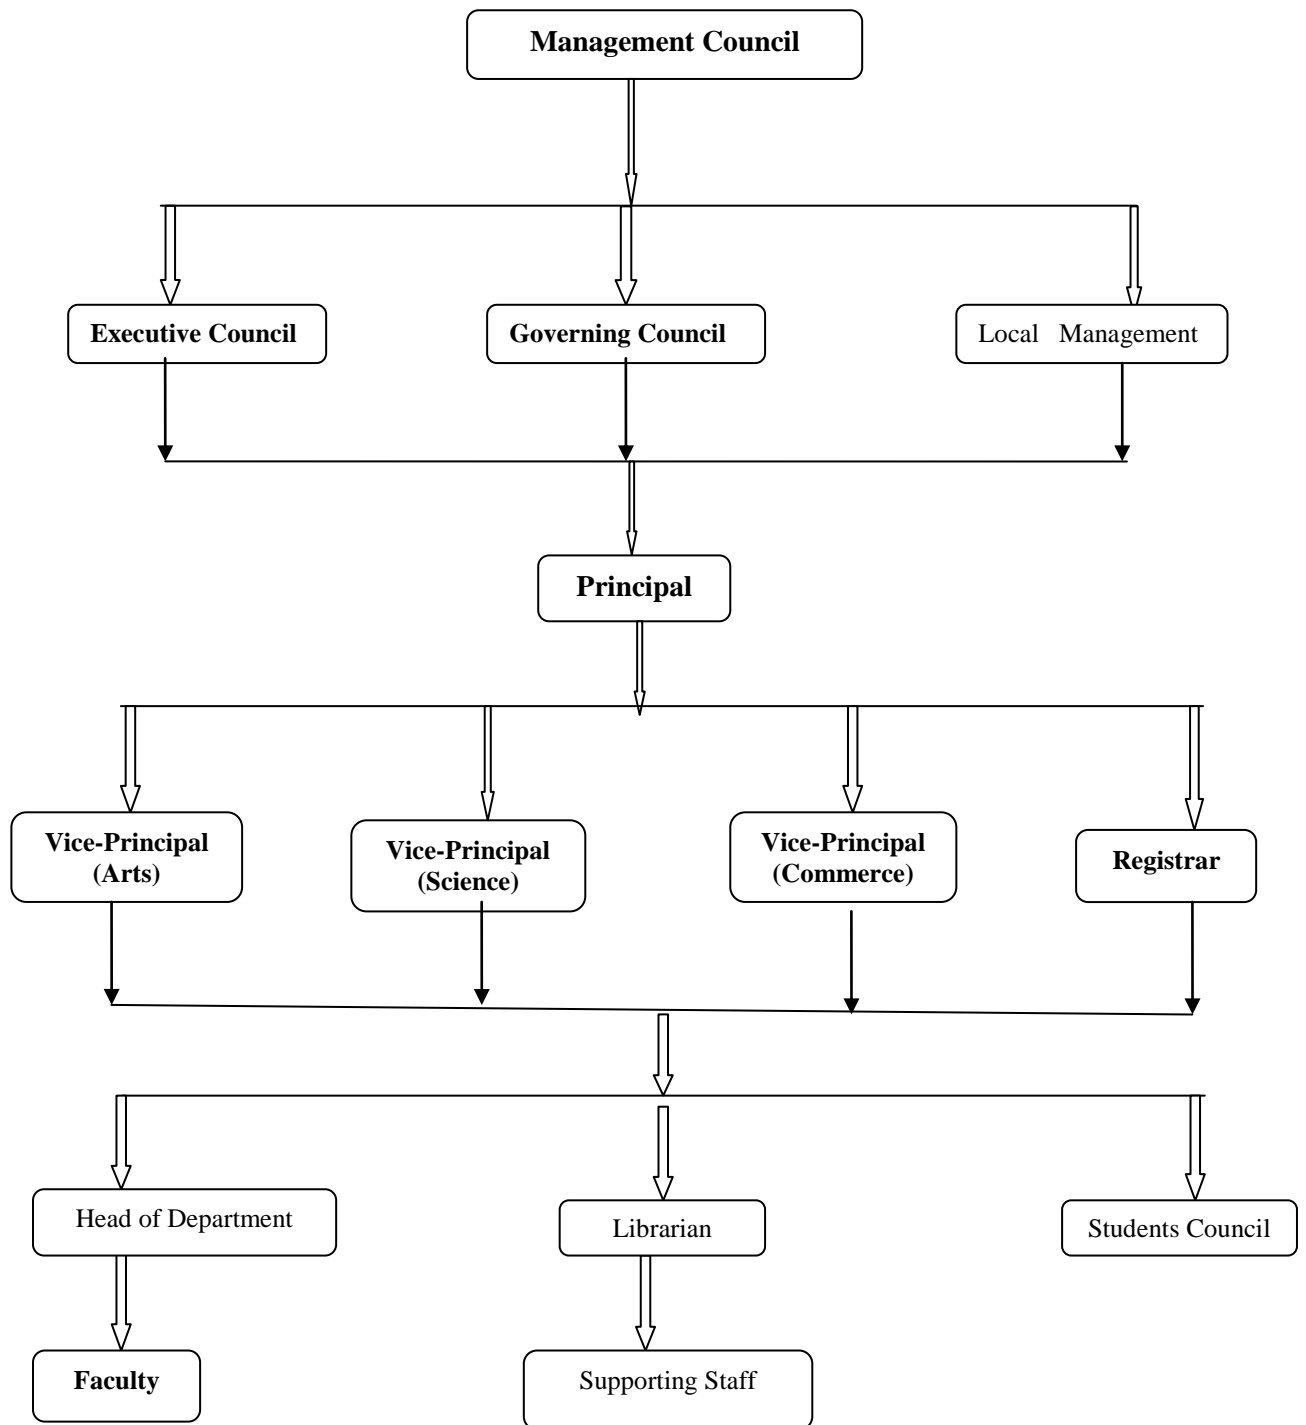 Management Council
Executive Council
Governing Council
Local Management
Principal
Vice-Principal
(Arts)
Vice-Principal
(Science)
Vice-Principal
(Commerce)
Registrar
Head of Department
Librarian
Students Council
Faculty
Supporting Staff